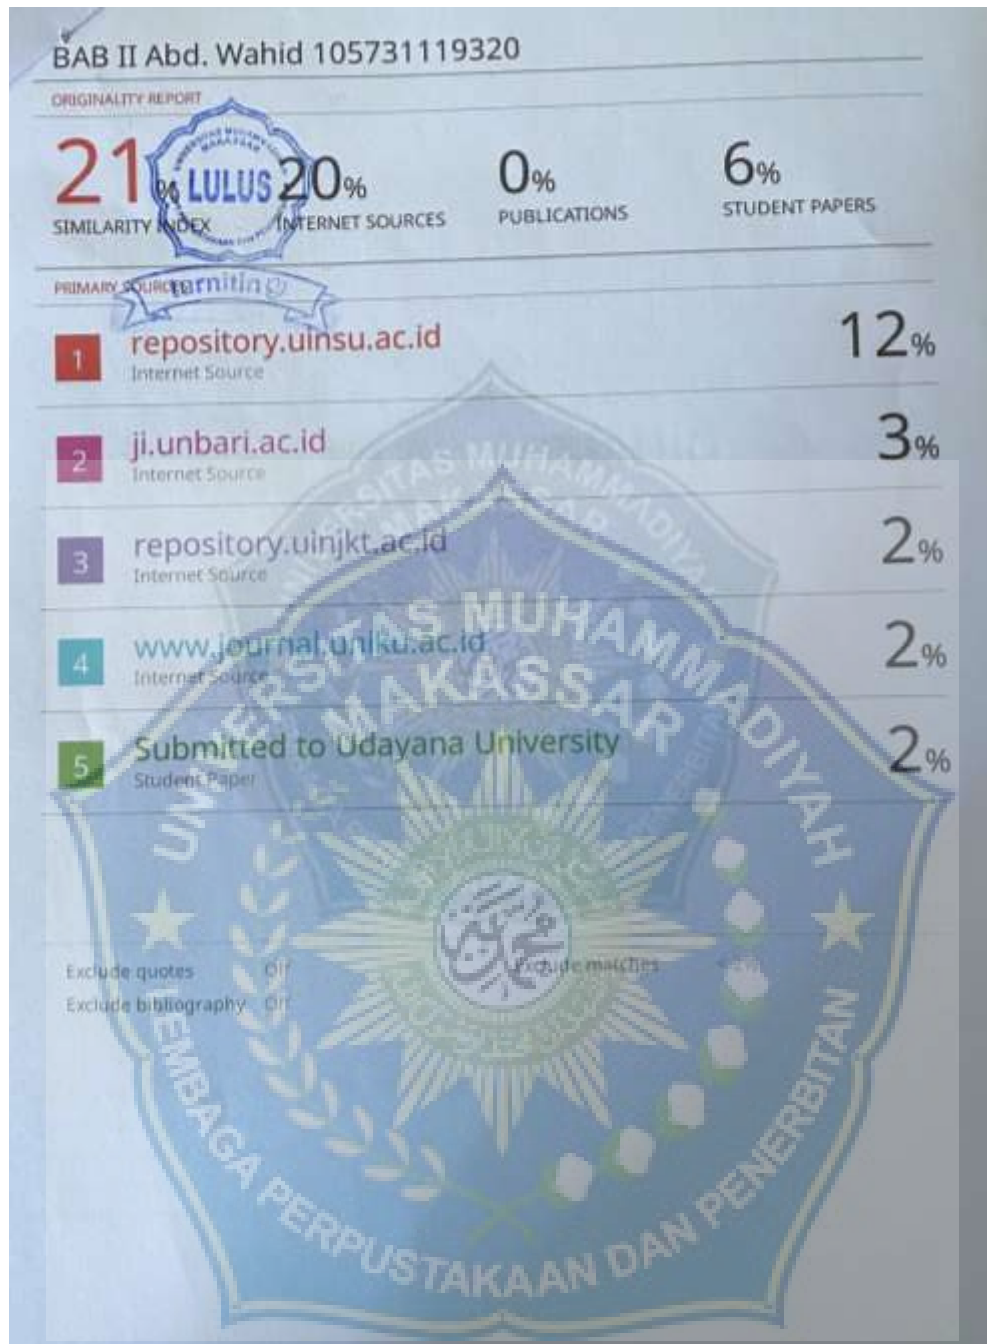 BAB II Abd. Wahid 105731119320
ORIGINALITY REPORT
21% 20% 0% 6%
SIMILARITY INDEX INTERNET SOURCES PUBLICATIONS STUDENT PAPERS
UNIVERSITAS MUHAMMADIYAH
MAKASSAR
LULUS
turnitin
PRIMARY SOURCES
1 repository.uinsu.ac.id 12%
Internet Source
2 ji.unbari.ac.id 3%
Internet Source
3 repository.uinjkt.ac.id 2%
Internet Source
4 www.journal.uniku.ac.id 2%
Internet Source
5 Submitted to Udayana University 2%
Student Paper
Exclude quotes Off Exclude matches
Exclude bibliography Off
UNIVERSITAS MUHAMMADIYAH
MAKASSAR
LEMBAGA PERPUSTAKAAN DAN PENERBITAN